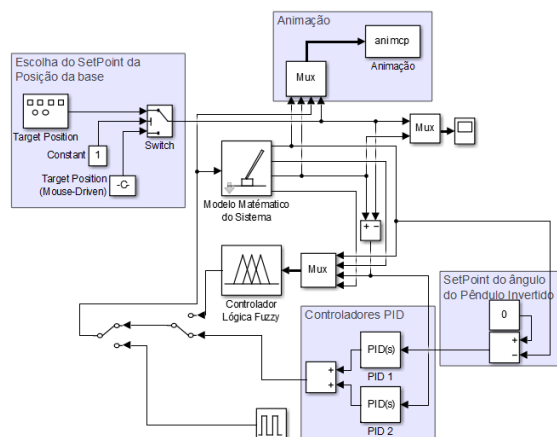 Animação
animcp
Animação
Mux
Escolha do SetPoint da
Posição da base
Target Position
Constant
1
Switch
Target Position
(Mouse-Driven)
-C-
Mux
Modelo Matématico
do Sistema
+ −
Controlador
Lógica Fuzzy
Mux
SetPoint do ângulo
do Pêndulo Invertido
0
+
−
Controladores PID
+
+
PID(s)
PID 1
PID(s)
PID 2